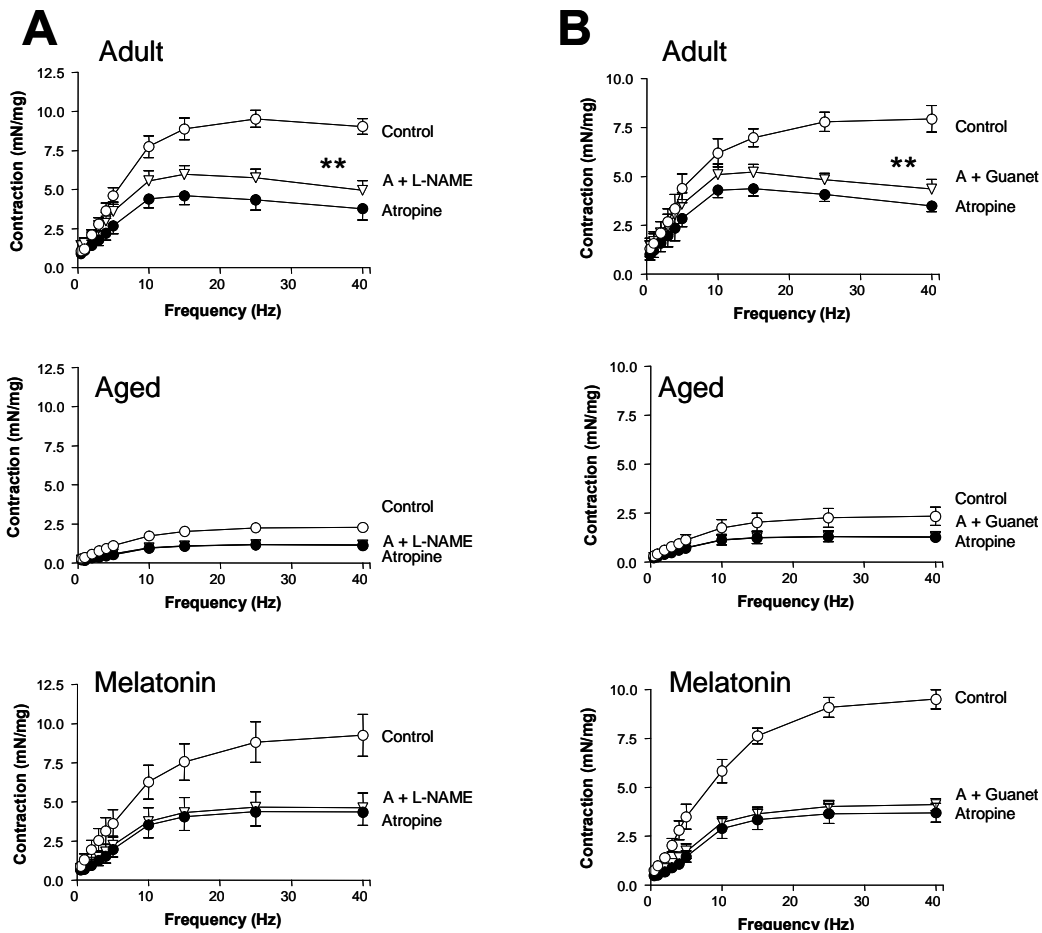 A
Adult
Contraction (mN/mg)
12.5
10.0
7.5
5.0
2.5
0.0
Control
**
A + L-NAME
Atropine
0 10 20 30 40
Frequency (Hz)
Aged
Contraction (mN/mg)
12.5
10.0
7.5
5.0
2.5
0.0
Control
A + L-NAME
Atropine
0 10 20 30 40
Frequency (Hz)
Melatonin
Contraction (mN/mg)
12.5
10.0
7.5
5.0
2.5
0.0
Control
A + L-NAME
Atropine
0 10 20 30 40
Frequency (Hz)
B
Adult
Contraction (mN/mg)
10.0
7.5
5.0
2.5
0.0
Control
**
A + Guanet
Atropine
0 10 20 30 40
Frequency (Hz)
Aged
Contraction (mN/mg)
10.0
7.5
5.0
2.5
0.0
Control
A + Guanet
Atropine
0 10 20 30 40
Frequency (Hz)
Melatonin
Contraction (mN/mg)
10.0
7.5
5.0
2.5
0.0
Control
A + Guanet
Atropine
0 10 20 30 40
Frequency (Hz)